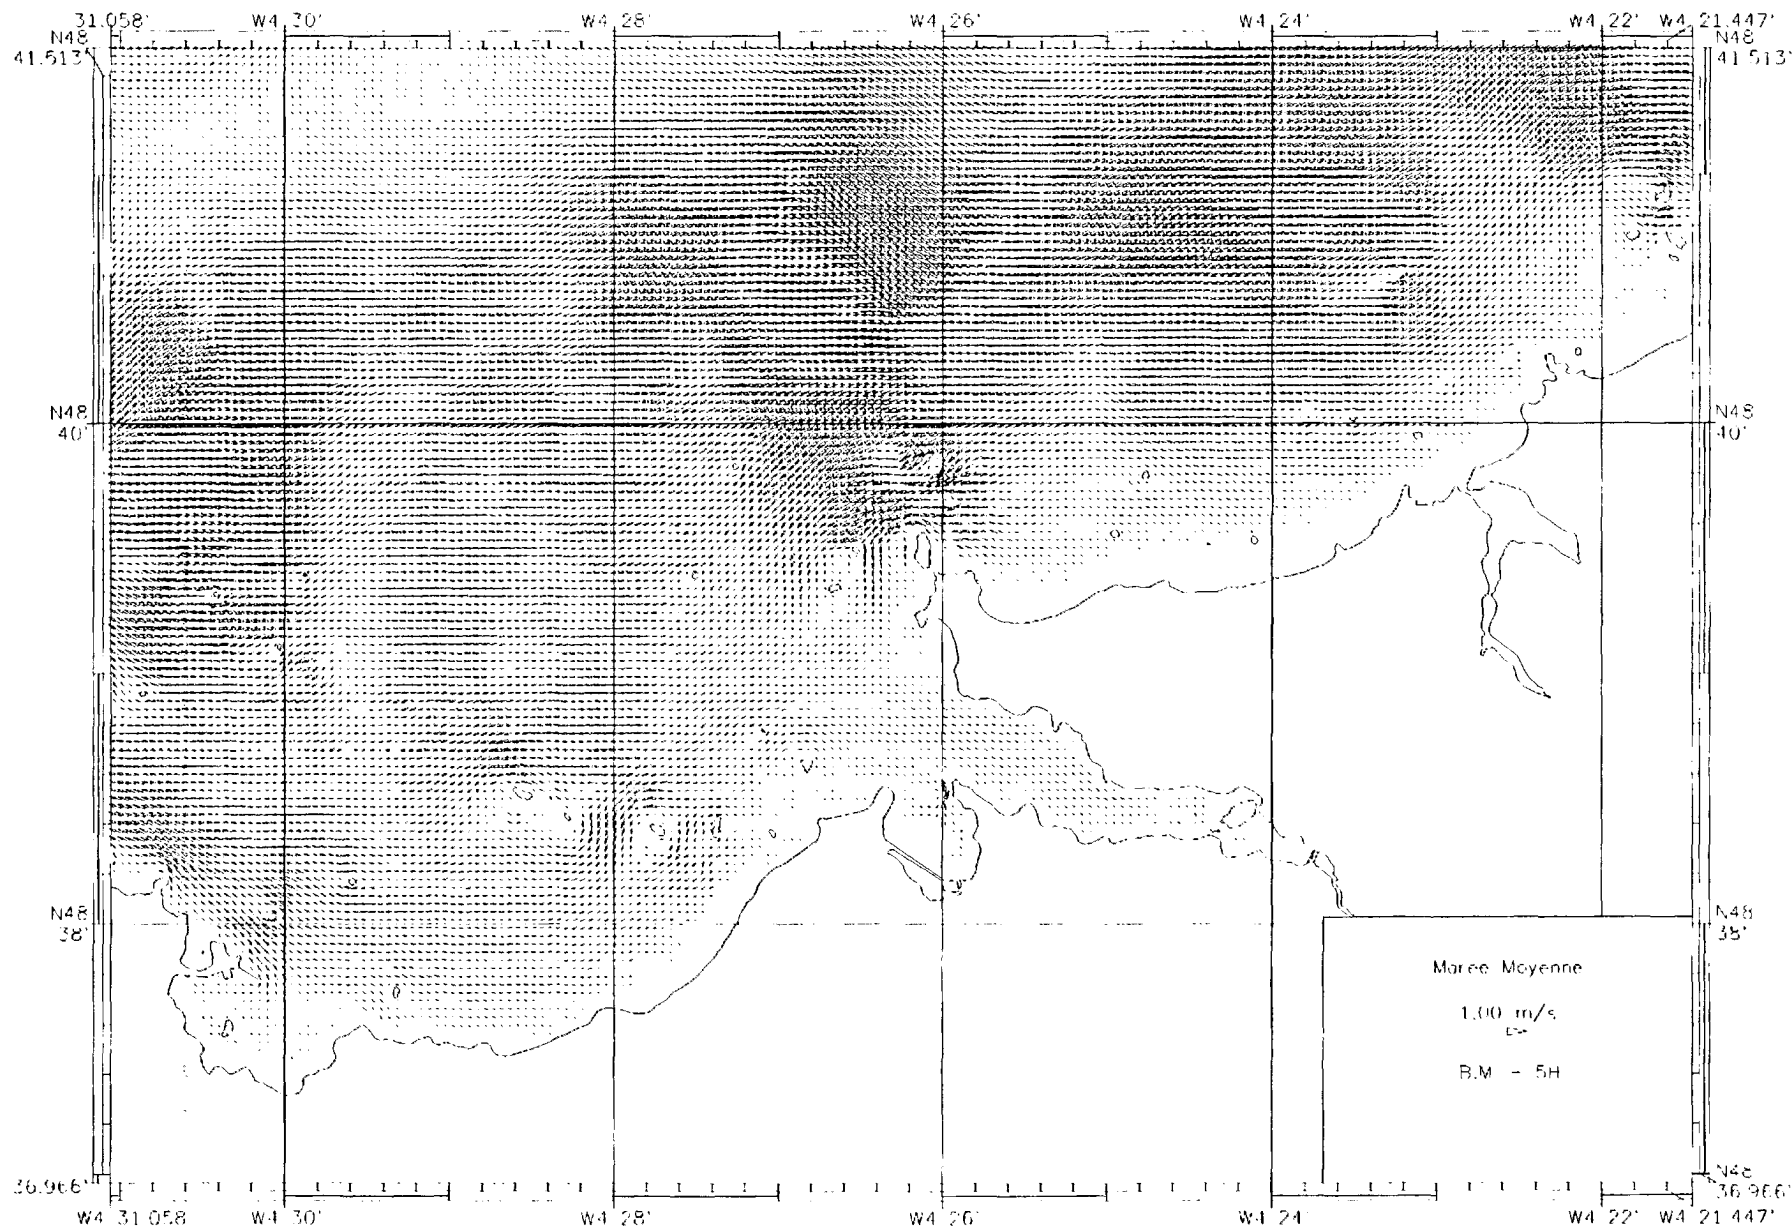 31.058' W4 30' W4 28' W4 26' W4 24' W4 22' W4 21.447'
N48
41.513'
N48
41 513'
N48
40'
N48
40'
N48
38'
N48
38'
Maree Moyenne
1.00 m/s
B.M - 5H
36.966'
N48
36 966'
W4 31 058 W4 30' W4 28' W4 26' W4 24' W4 22' W4 21 447'